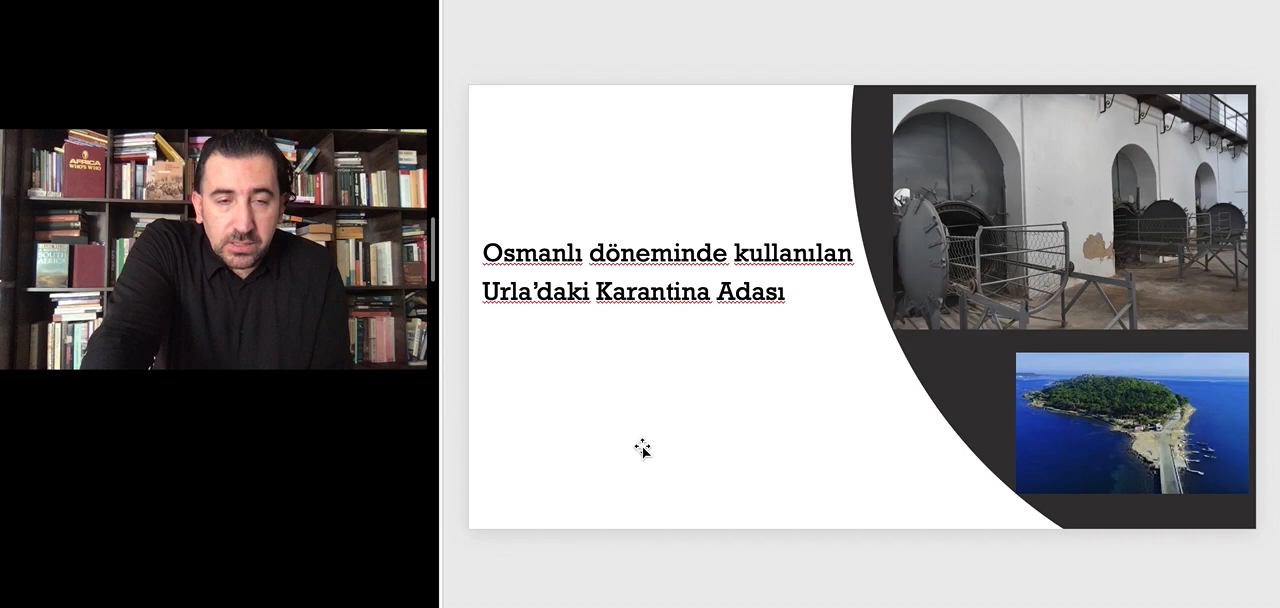 AFRICA
WHO'S WHO
SOUTH
AFRICA
Osmanlı döneminde kullanılan
Urla’daki Karantina Adası